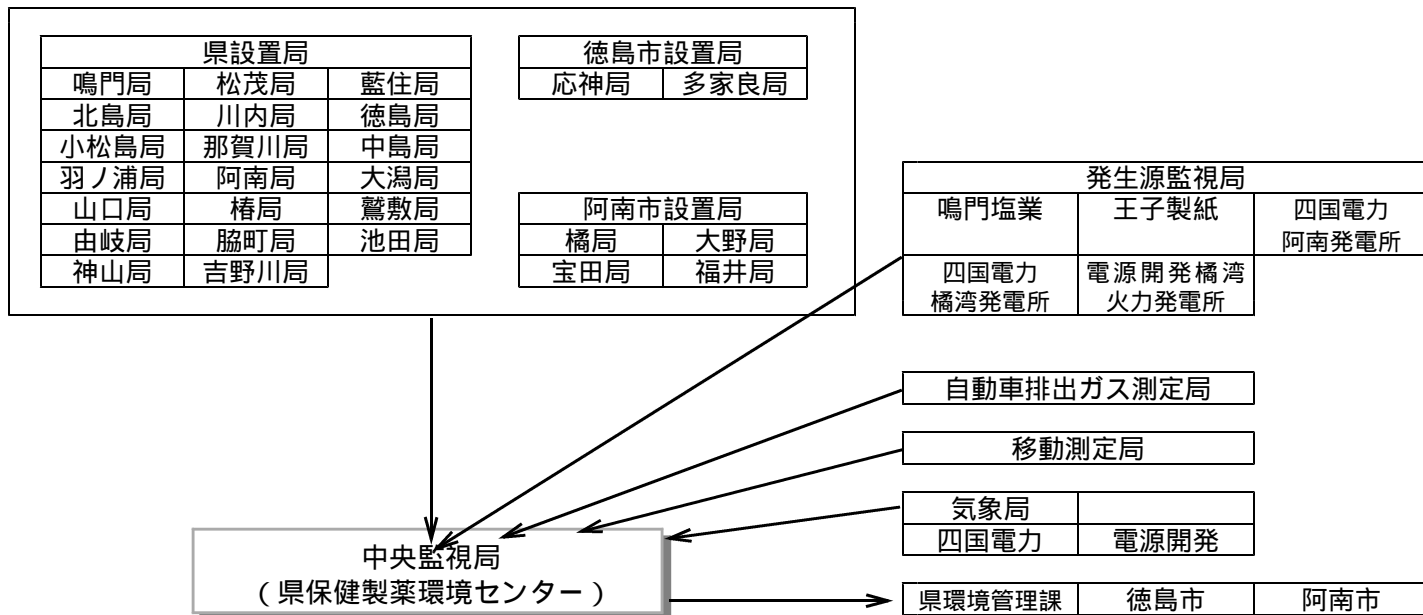 県設置局
鳴門局 松茂局 藍住局
北島局 川内局 徳島局
小松島局 那賀川局 中島局
羽ノ浦局 阿南局 大潟局
山口局 椿局 鷲敷局
由岐局 脇町局 池田局
神山局 吉野川局
徳島市設置局
応神局 多家良局
阿南市設置局
橘局 大野局
宝田局 福井局
発生源監視局
鳴門塩業 王子製紙 四国電力
阿南発電所
四国電力 電源開発橘湾
橘湾発電所 火力発電所
自動車排出ガス測定局
移動測定局
気象局
四国電力 電源開発
中央監視局
(県保健製薬環境センター)
県環境管理課 徳島市 阿南市